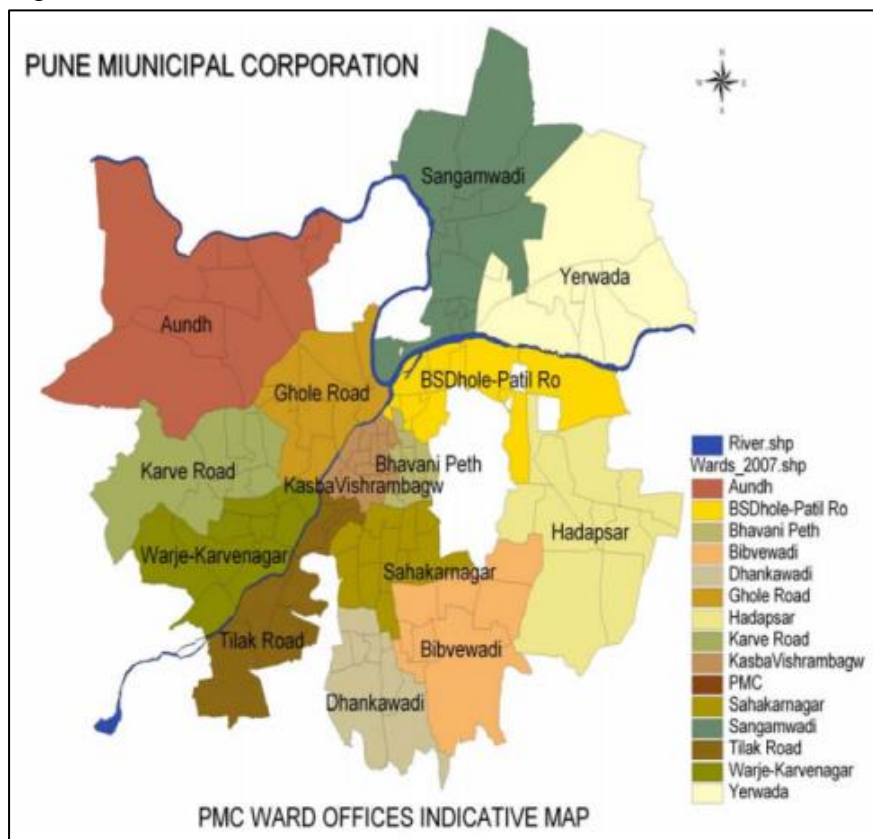 PUNE MIUNICIPAL CORPORATION
N
W E
S
Sangamwadi
Yerwada
Aundh
Ghole Road
BSDhole-Patil Ro
Karve Road
Bhavani Peth
KasbaVishrambagw
Hadapsar
Warje-Karvenagar
Sahakarnagar
Tilak Road
Bibvewadi
Dhankawadi
River.shp
Wards_2007.shp
Aundh
BSDhole-Patil Ro
Bhavani Peth
Bibvewadi
Dhankawadi
Ghole Road
Hadapsar
Karve Road
KasbaVishrambagw
PMC
Sahakarnagar
Sangamwadi
Tilak Road
Warje-Karvenagar
Yerwada
PMC WARD OFFICES INDICATIVE MAP